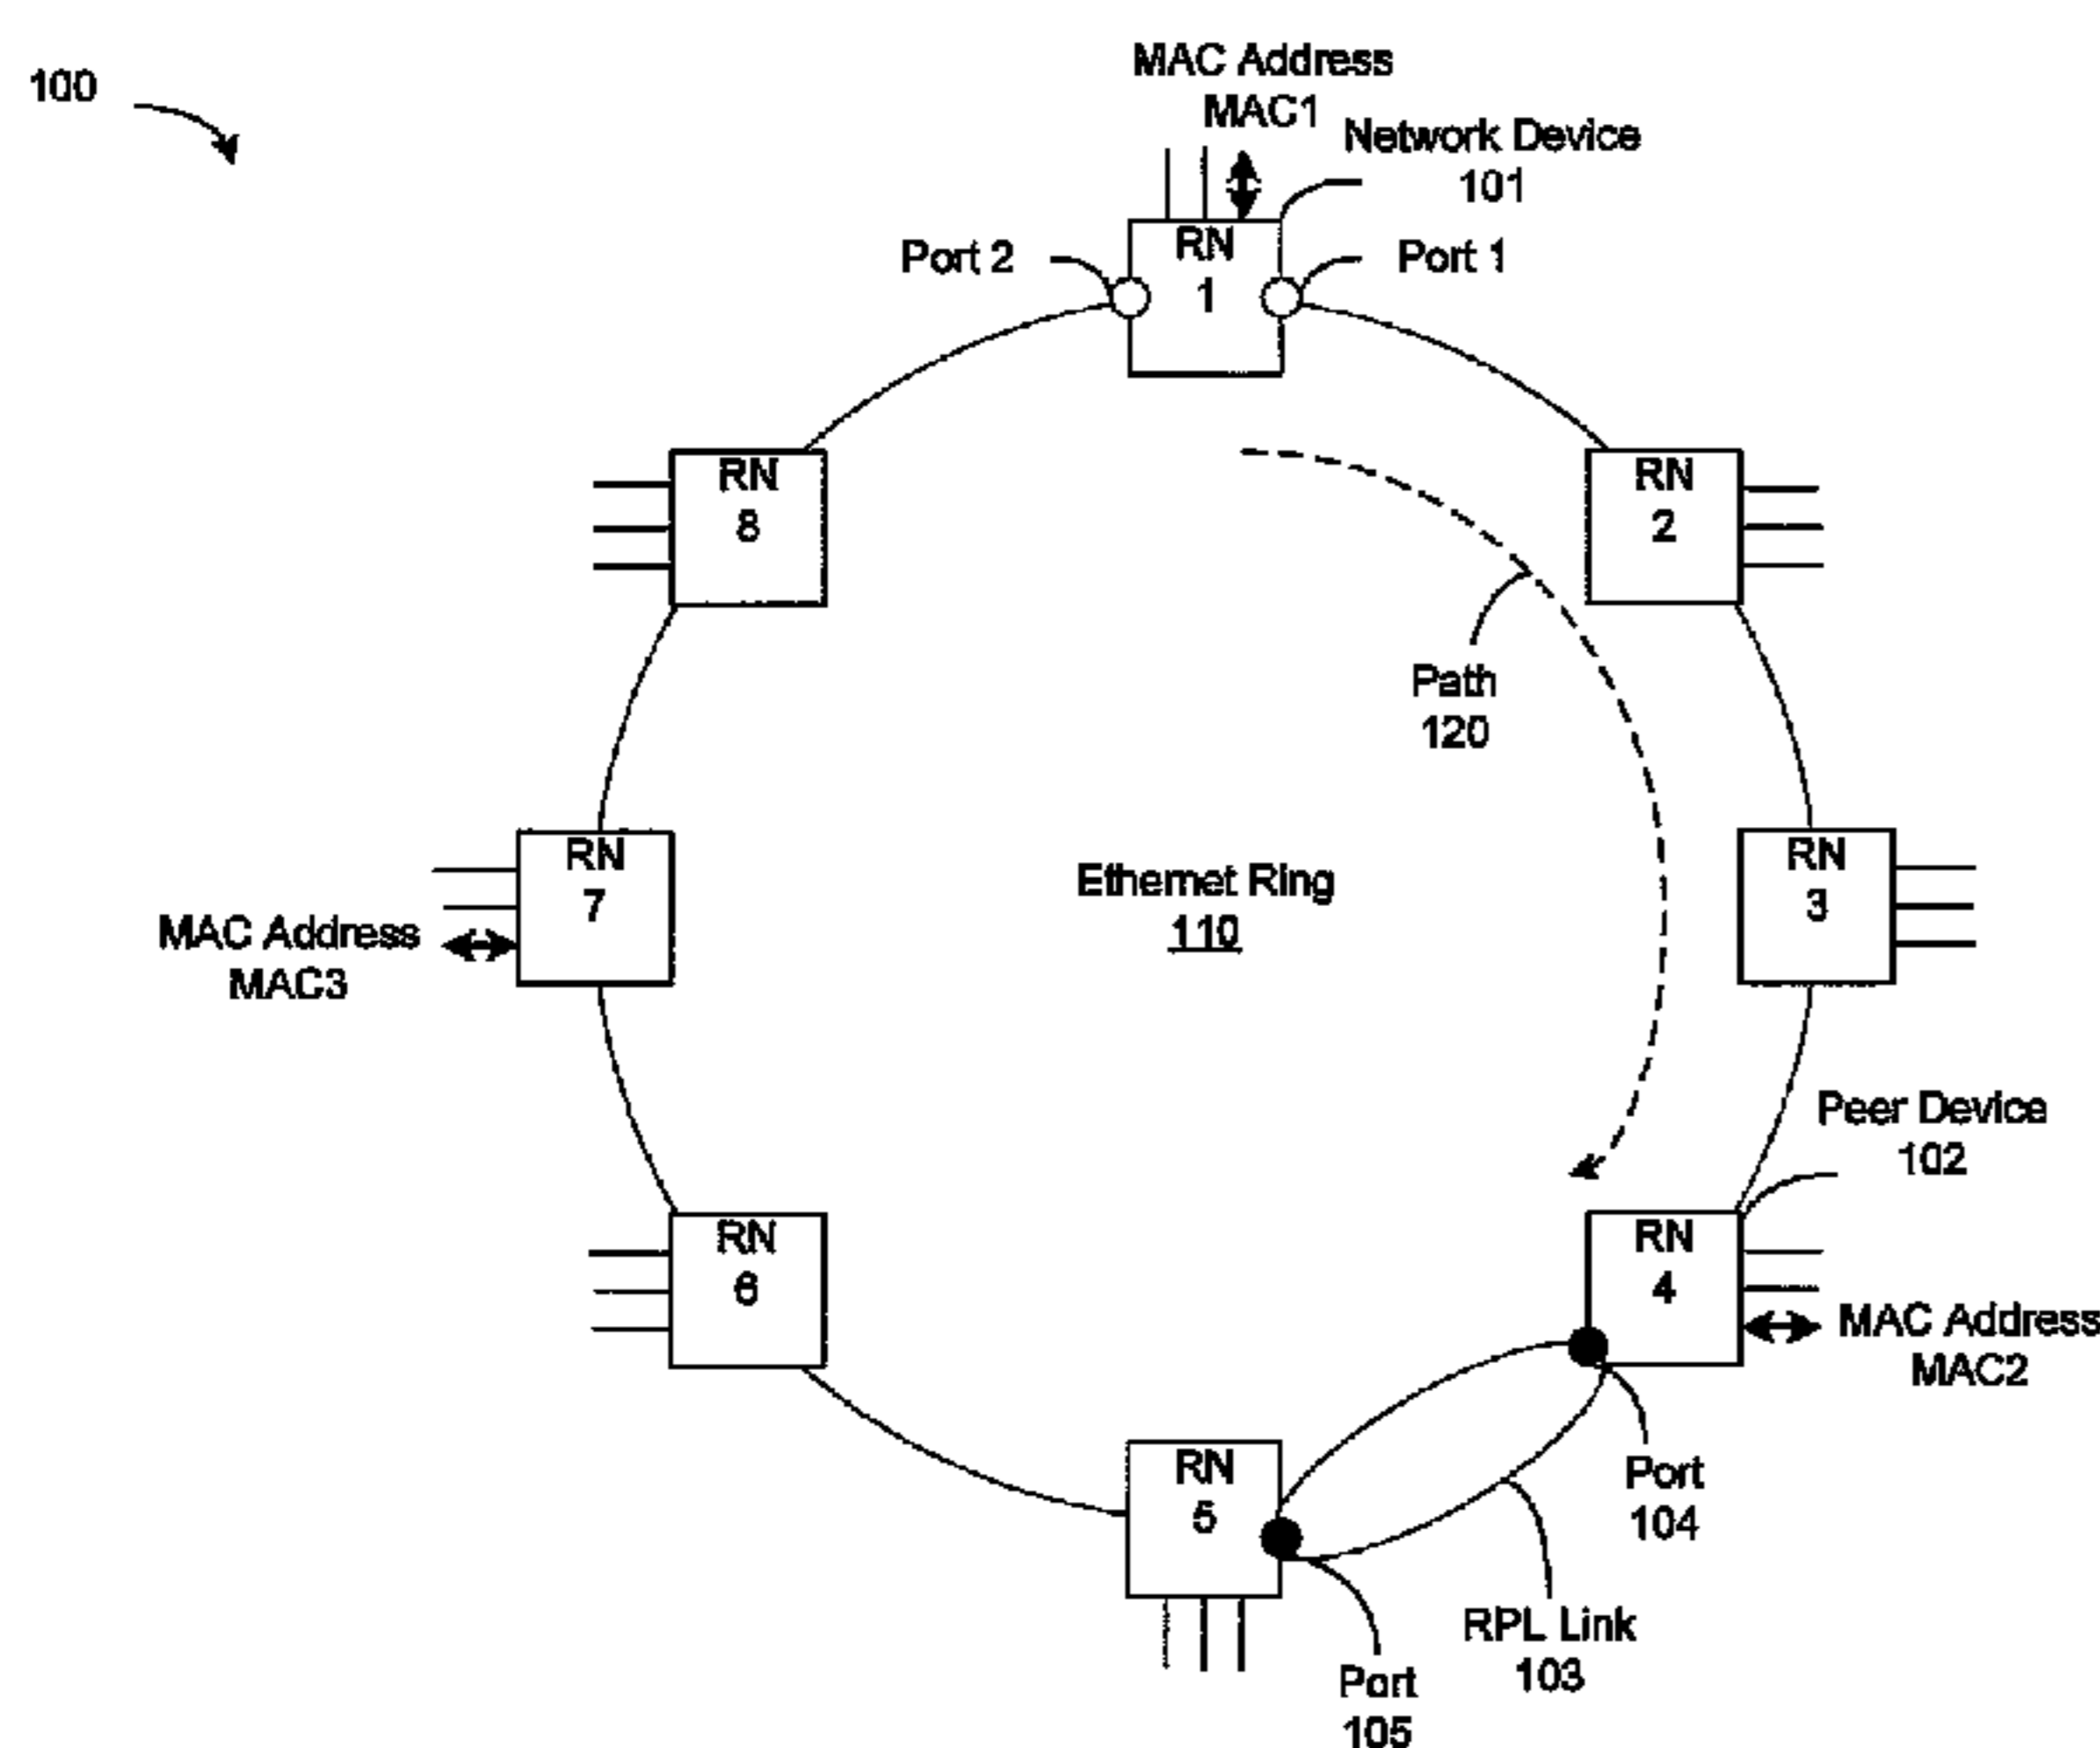 100
MAC Address
MAC1
Network Device
101
Port 2
Port 1
RN
1
RN
8
RN
2
Path
120
RN
7
Ethernet Ring
110
RN
3
MAC Address
MAC3
Peer Device
102
RN
6
RN
4
MAC Address
MAC2
RN
5
Port
104
RPL Link
103
Port
105